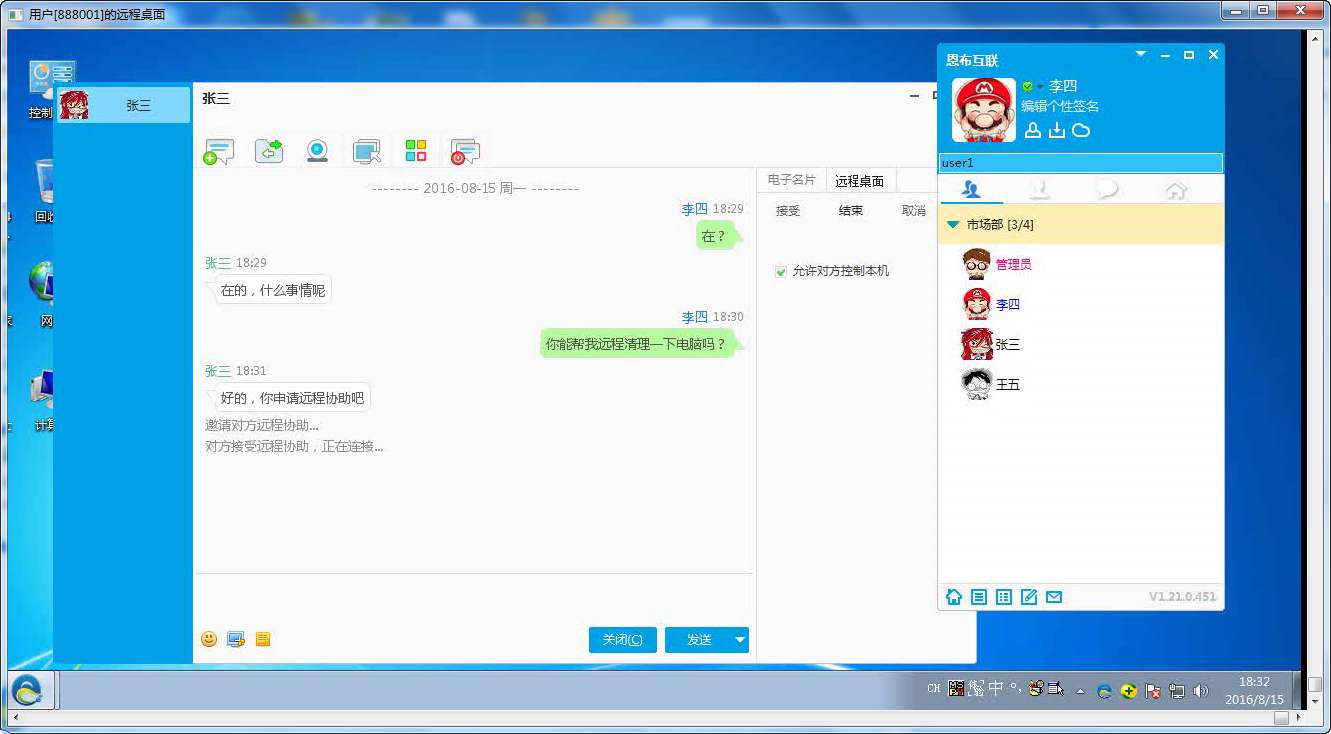 用户[888001]的远程桌面
控制
回收
网
计算
张三
张三
-------- 2016-08-15 周一 --------
李四 18:29
在？
张三 18:29
在的，什么事情呢
李四 18:30
你能帮我远程清理一下电脑吗？
张三 18:31
好的，你申请远程协助吧
邀请对方远程协助...
对方接受远程协助，正在连接...
关闭(C)
发送
电子名片
远程桌面
接受
结束
取消
允许对方控制本机
恩布互联
李四
编辑个性签名
user1
市场部 [3/4]
管理员
李四
张三
王五
V1.21.0.451
CH
中
18:32
2016/8/15